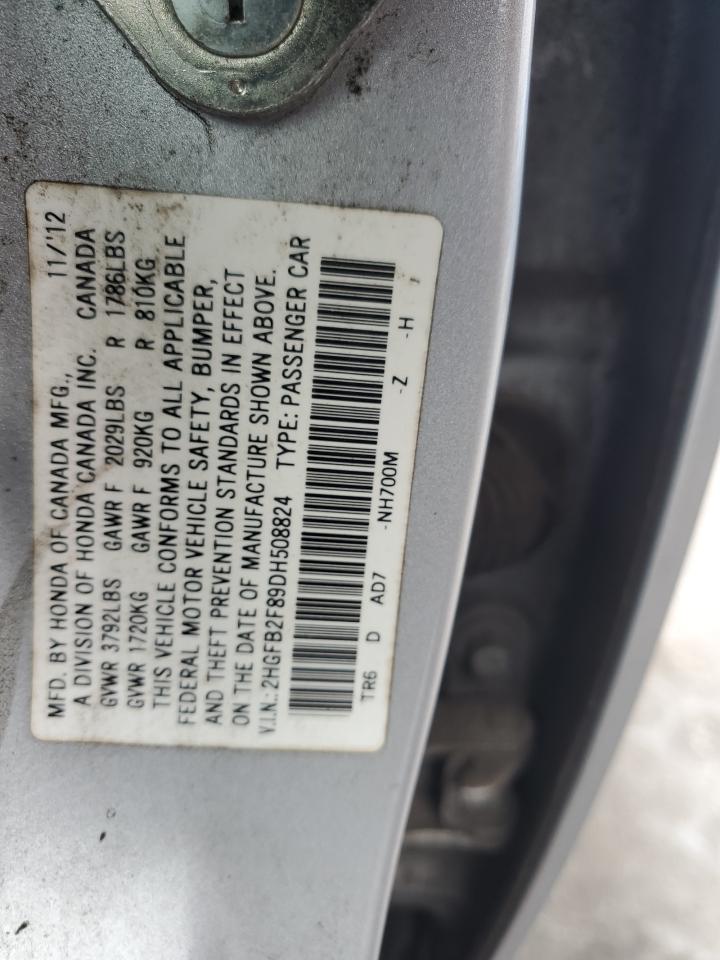 MFD. BY HONDA OF CANADA MFG., 11/'12
A DIVISION OF HONDA CANADA INC. CANADA
GVWR 3792LBS GAWR F 2029LBS R 1786LBS
GVWR 1720KG GAWR F 920KG R 810KG
THIS VEHICLE CONFORMS TO ALL APPLICABLE
FEDERAL MOTOR VEHICLE SAFETY, BUMPER,
AND THEFT PREVENTION STANDARDS IN EFFECT
ON THE DATE OF MANUFACTURE SHOWN ABOVE.
V.I.N.: 2HGFB2F89DH508824 TYPE: PASSENGER CAR
TR6 D AD7 -NH700M -Z -H